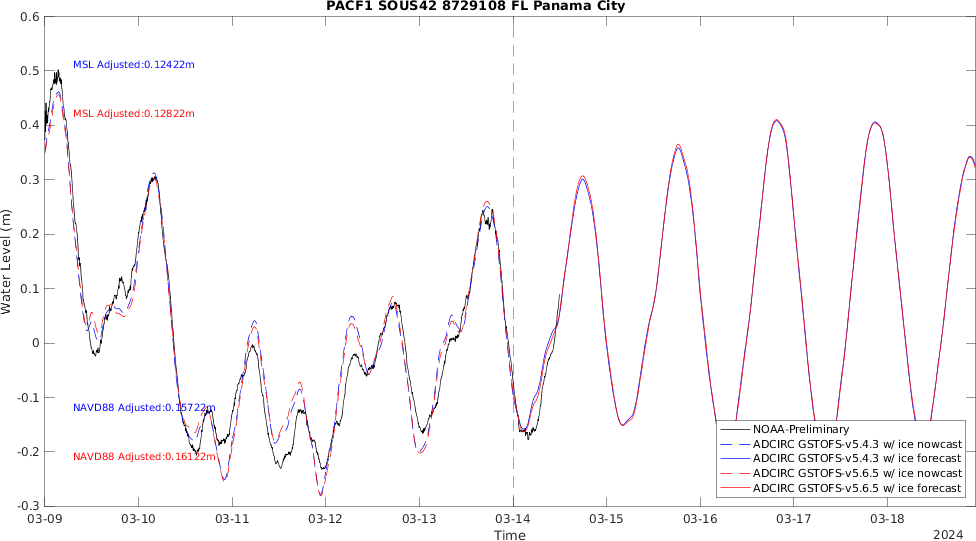 PACF1 SOUS42 8729108 FL Panama City
0.6
0.5
0.4
0.3
0.2
0.1
0
-0.1
-0.2
-0.3
Water Level (m)
MSL Adjusted:0.12422m
MSL Adjusted:0.12822m
NAVD88 Adjusted:0.15722m
NAVD88 Adjusted:0.16122m
NOAA-Preliminary
ADCIRC GSTOFS-v5.4.3 w/ ice nowcast
ADCIRC GSTOFS-v5.4.3 w/ ice forecast
ADCIRC GSTOFS-v5.6.5 w/ ice nowcast
ADCIRC GSTOFS-v5.6.5 w/ ice forecast
03-09 03-10 03-11 03-12 03-13 03-14 03-15 03-16 03-17 03-18
Time
2024